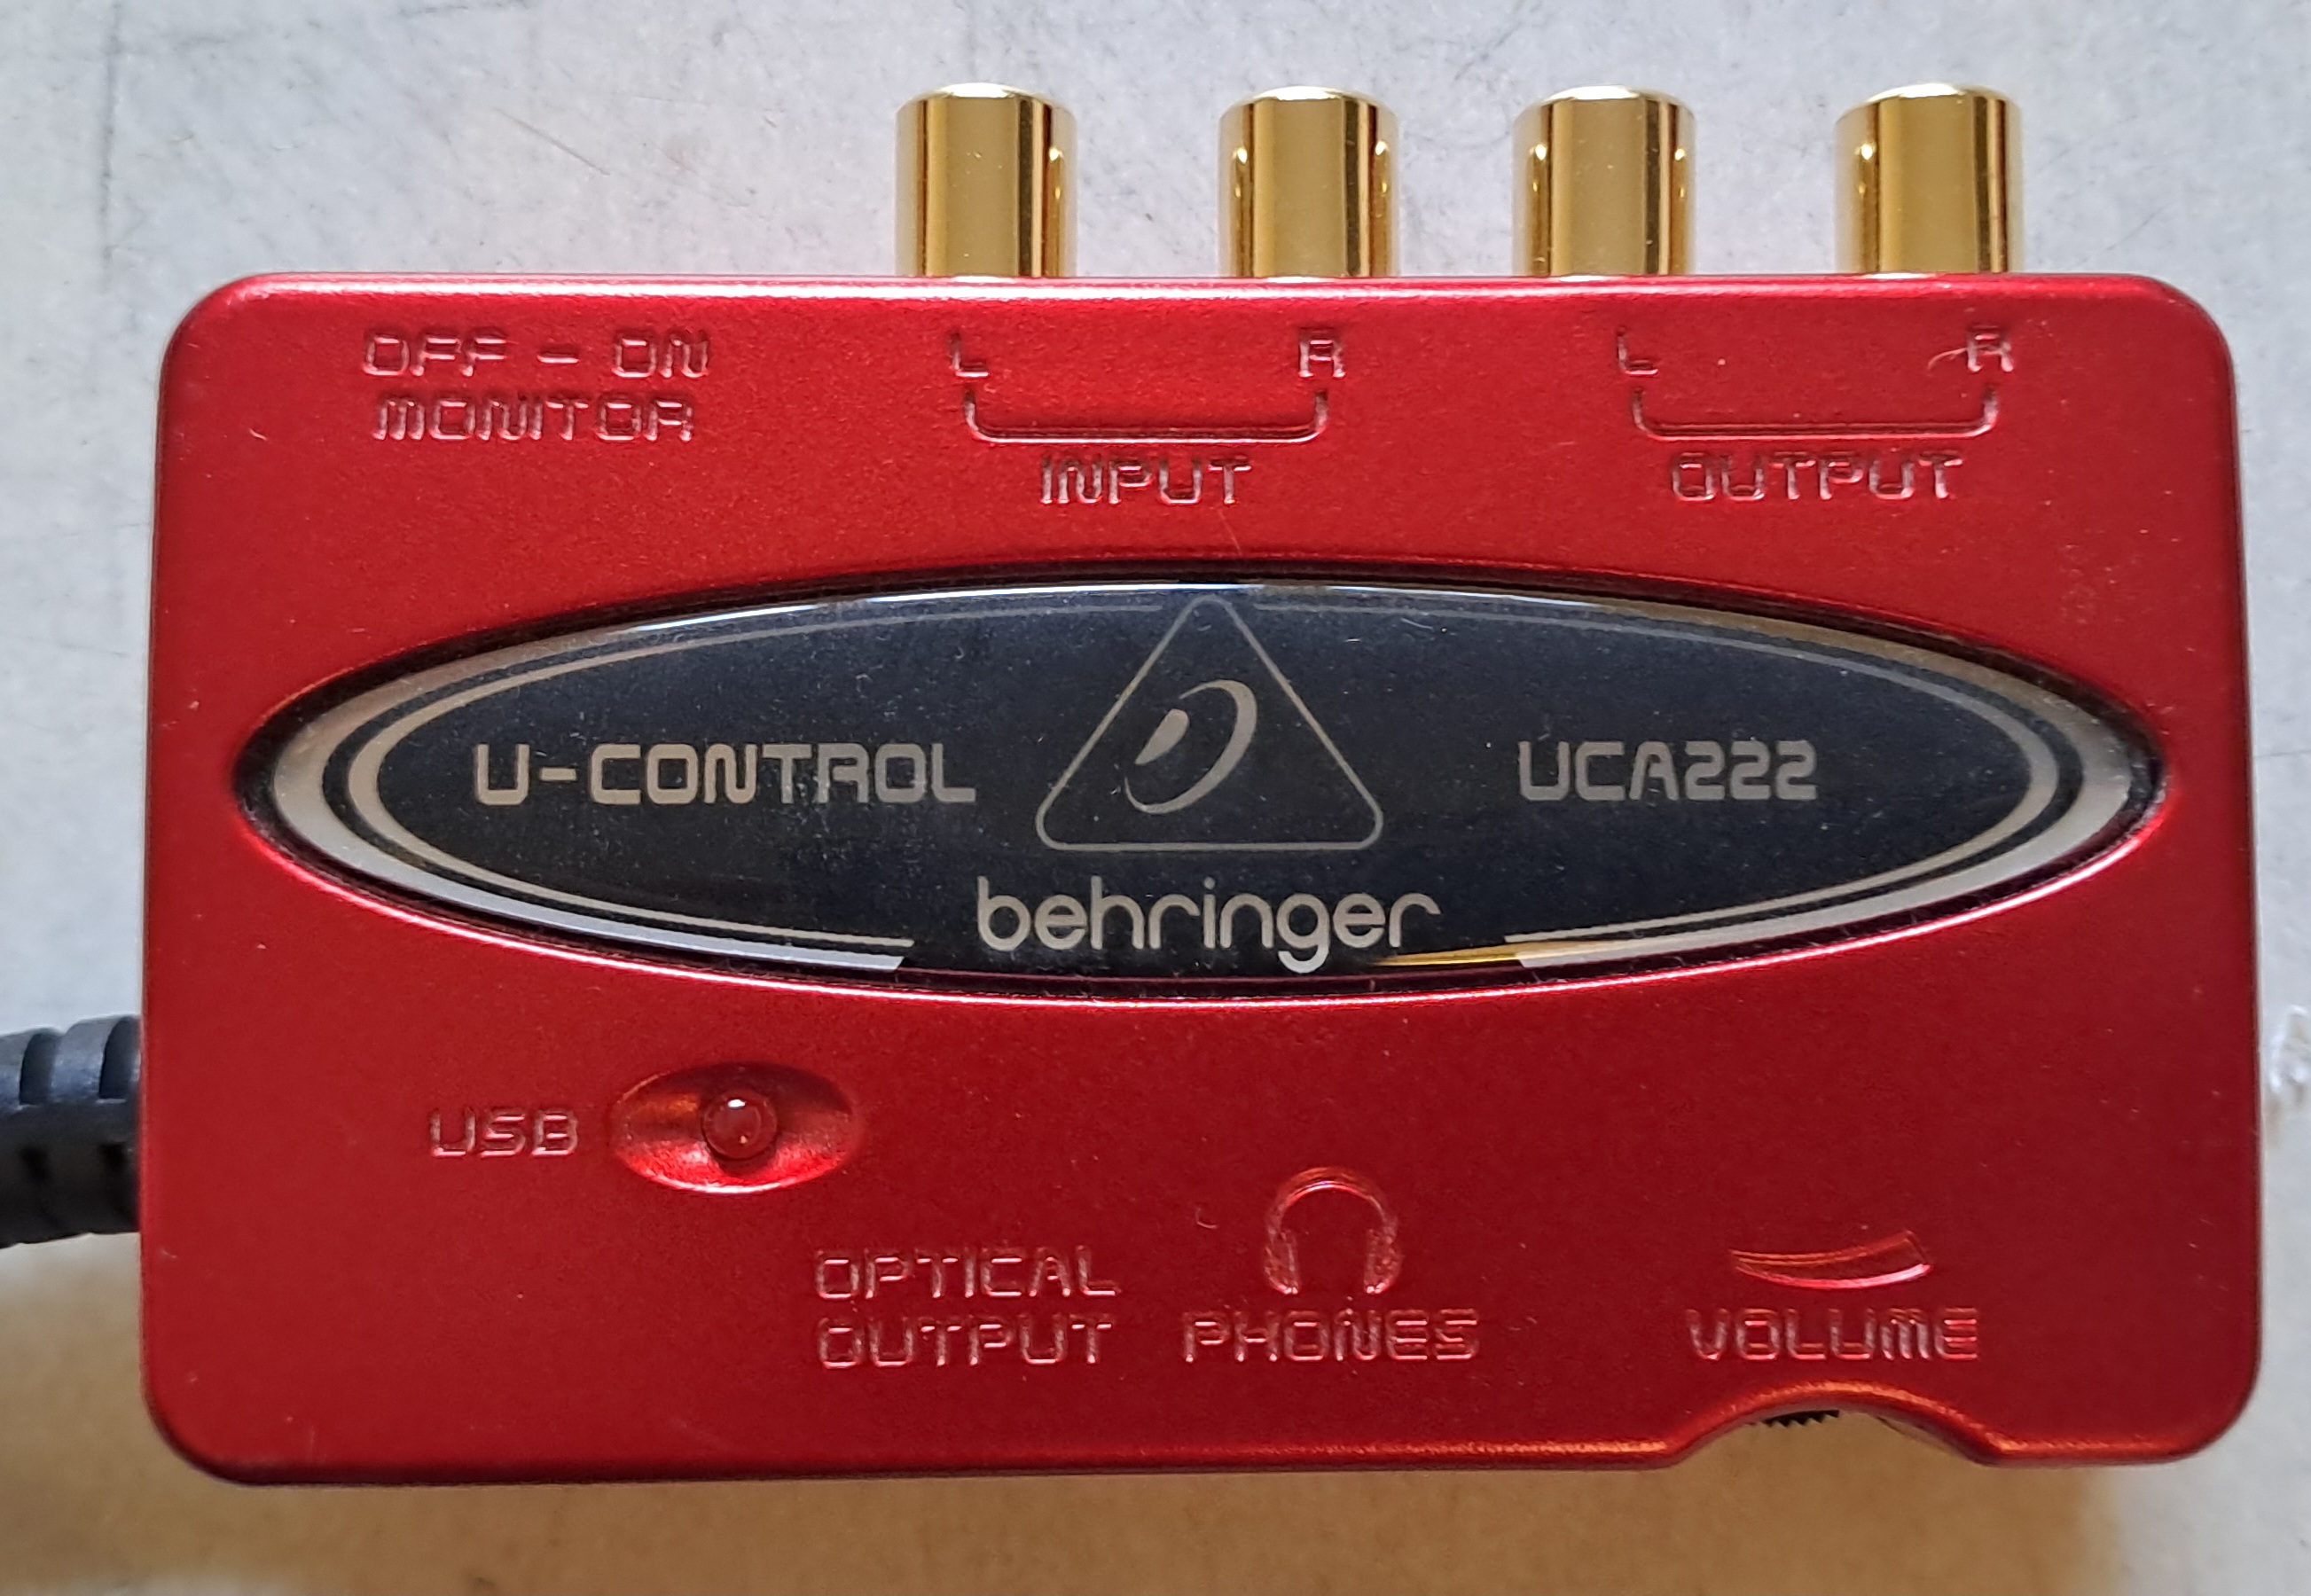 OFF - ON
MONITOR
L R
INPUT
L R
OUTPUT
U-CONTROL
UCA222
behringer
USB
OPTICAL
OUTPUT
PHONES
VOLUME